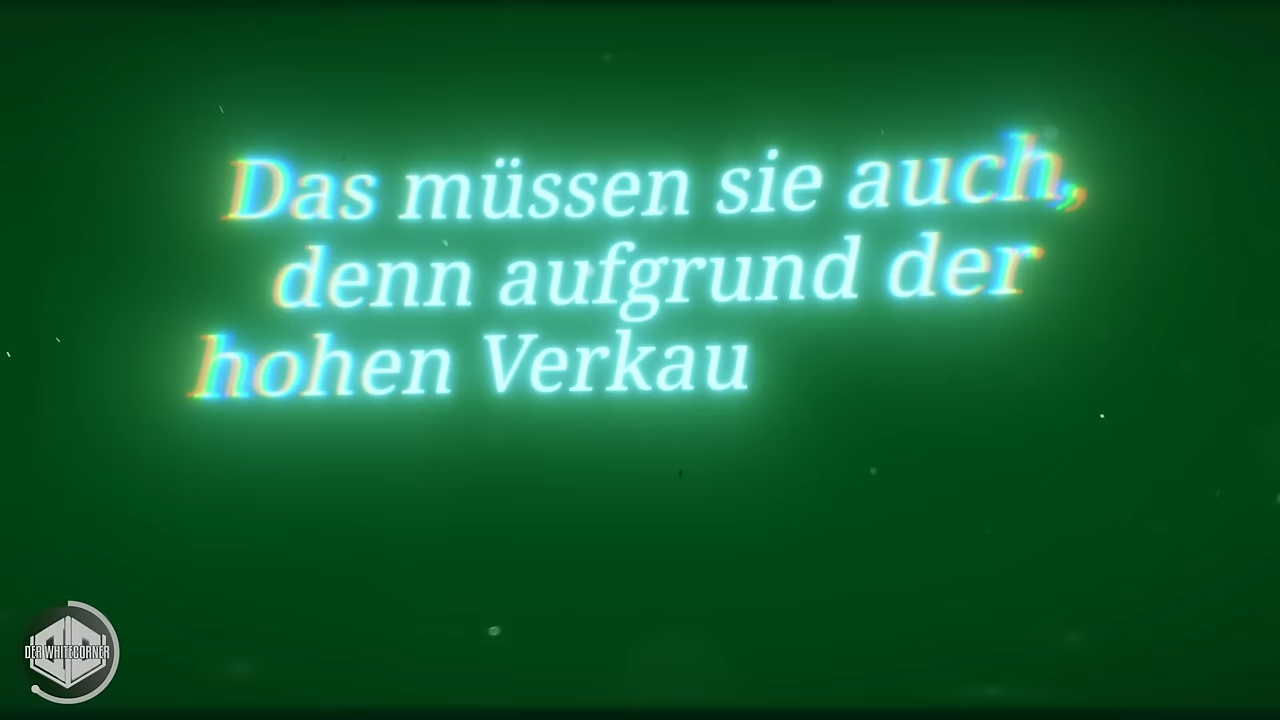 Das müssen sie auch,
denn aufgrund der
hohen Verkau
DER WHITECORNER